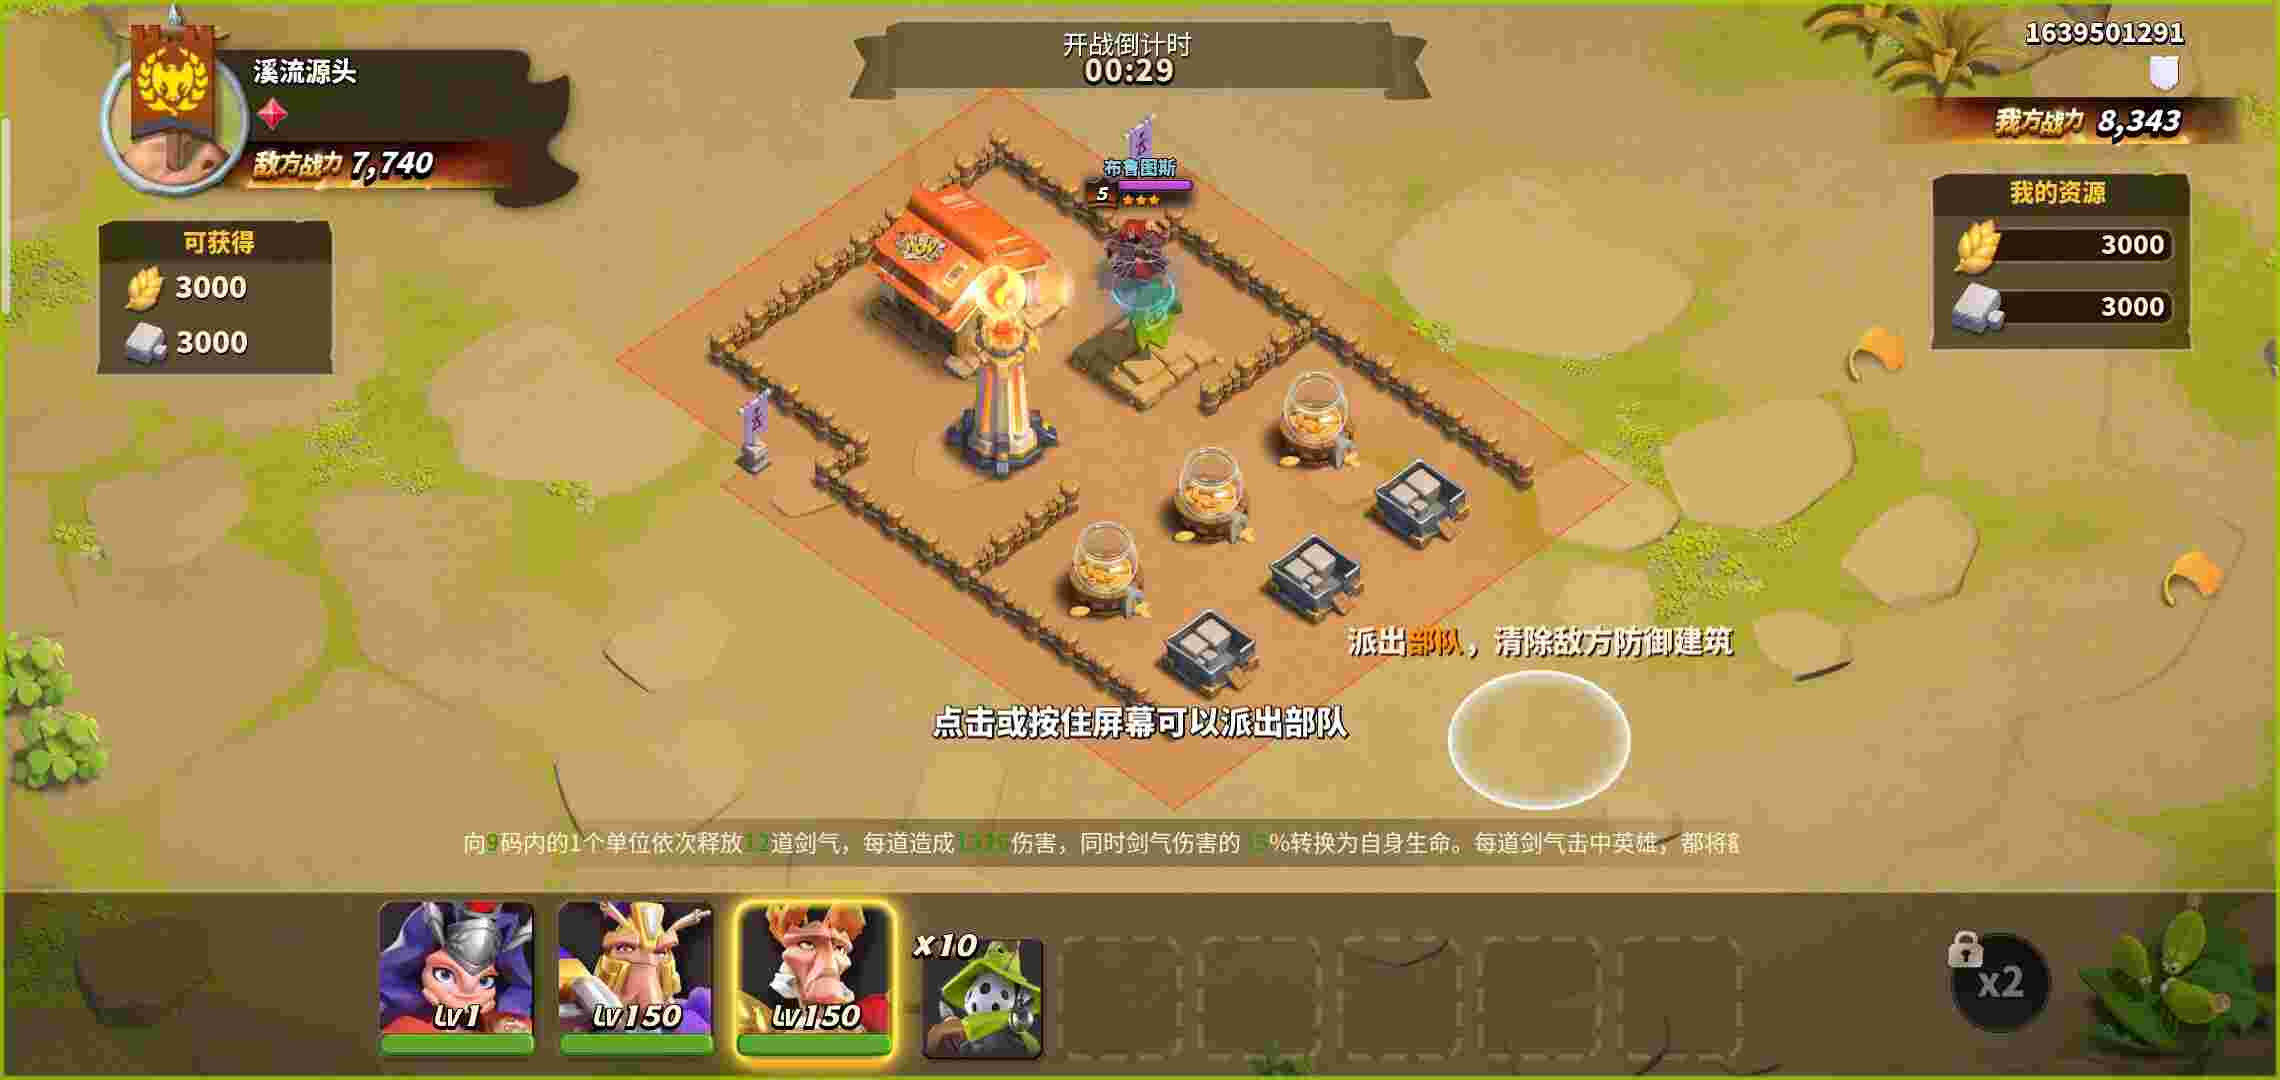 溪流源头
敌方战力 7,740
可获得
3000
3000
开战倒计时
00:29
1639501291
我方战力 8,343
我的资源
3000
3000
布鲁图斯
5
派出部队，清除敌方防御建筑
点击或按住屏幕可以派出部队
向9码内的1个单位依次释放12道剑气，每道造成伤害，同时剑气伤害的%转换为自身生命。每道剑气击中英雄，都将
Lv1
Lv150
Lv150
x10
x2